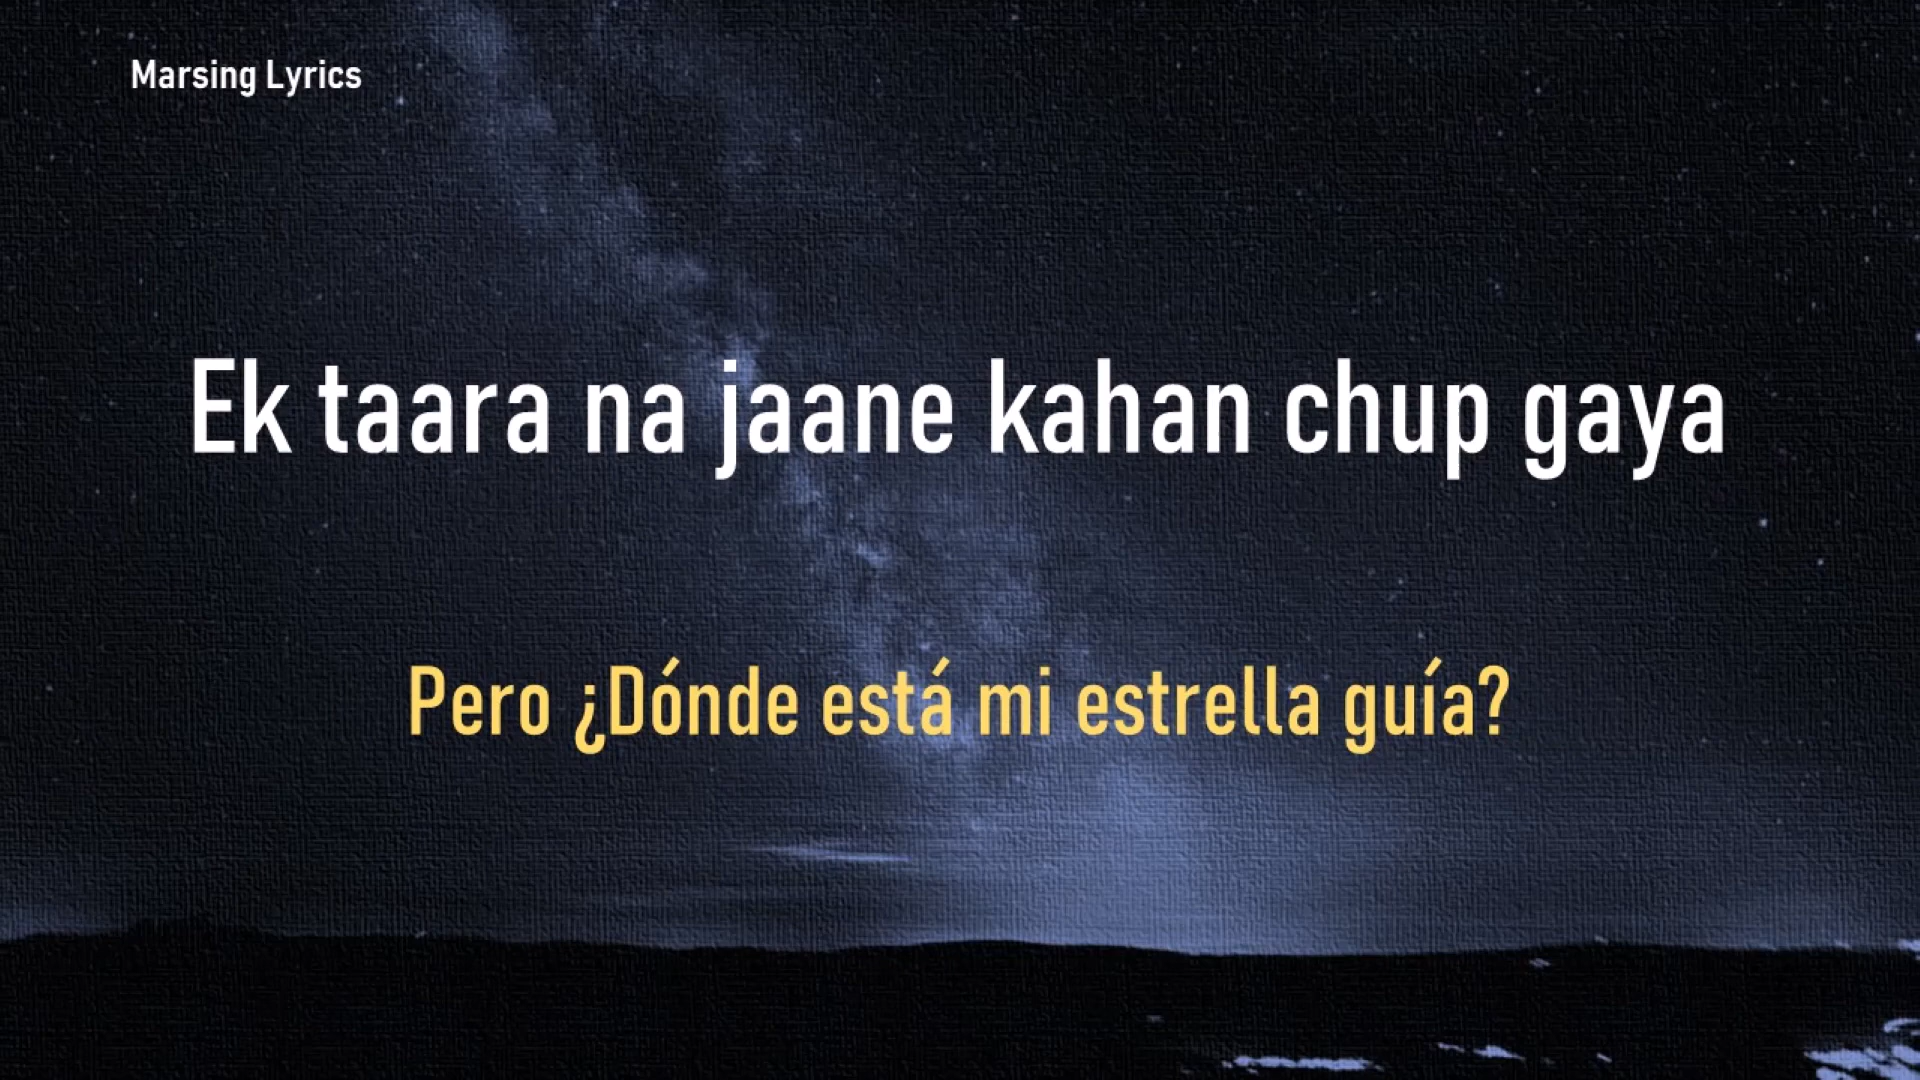 Marsing Lyrics
Ek taara na jaane kahan chup gaya
Pero ¿Dónde está mi estrella guía?